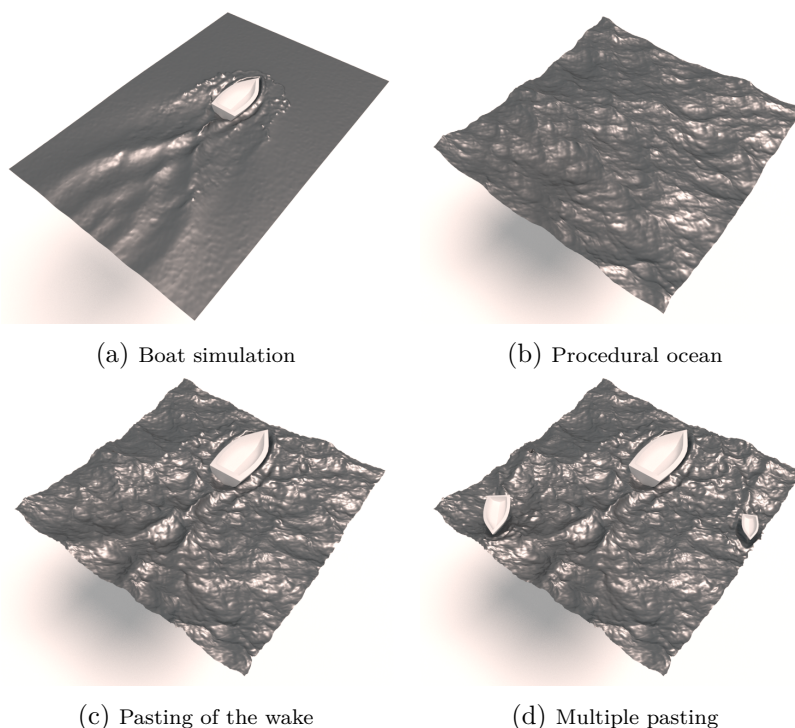 (a) Boat simulation
(b) Procedural ocean
(c) Pasting of the wake
(d) Multiple pasting